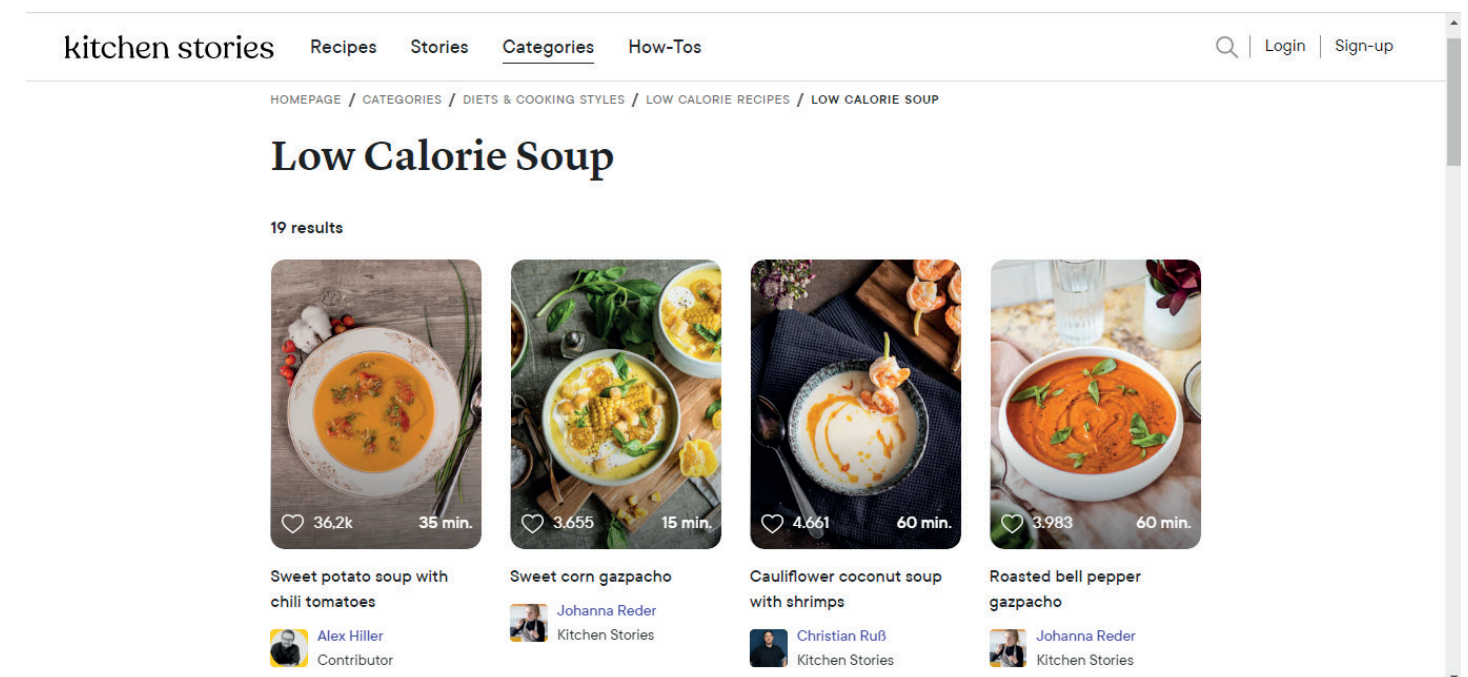 kitchen stories Recipes Stories Categories How-Tos Login Sign-up
HOMEPAGE / CATEGORIES / DIETS & COOKING STYLES / LOW CALORIE RECIPES / LOW CALORIE SOUP
Low Calorie Soup
19 results
36,2k 35 min.
3.655 15 min.
4.661 60 min.
3.983 60 min.
Sweet potato soup with
chili tomatoes
Alex Hiller
Contributor
Sweet corn gazpacho
Johanna Reder
Kitchen Stories
Cauliflower coconut soup
with shrimps
Christian Ruß
Kitchen Stories
Roasted bell pepper
gazpacho
Johanna Reder
Kitchen Stories